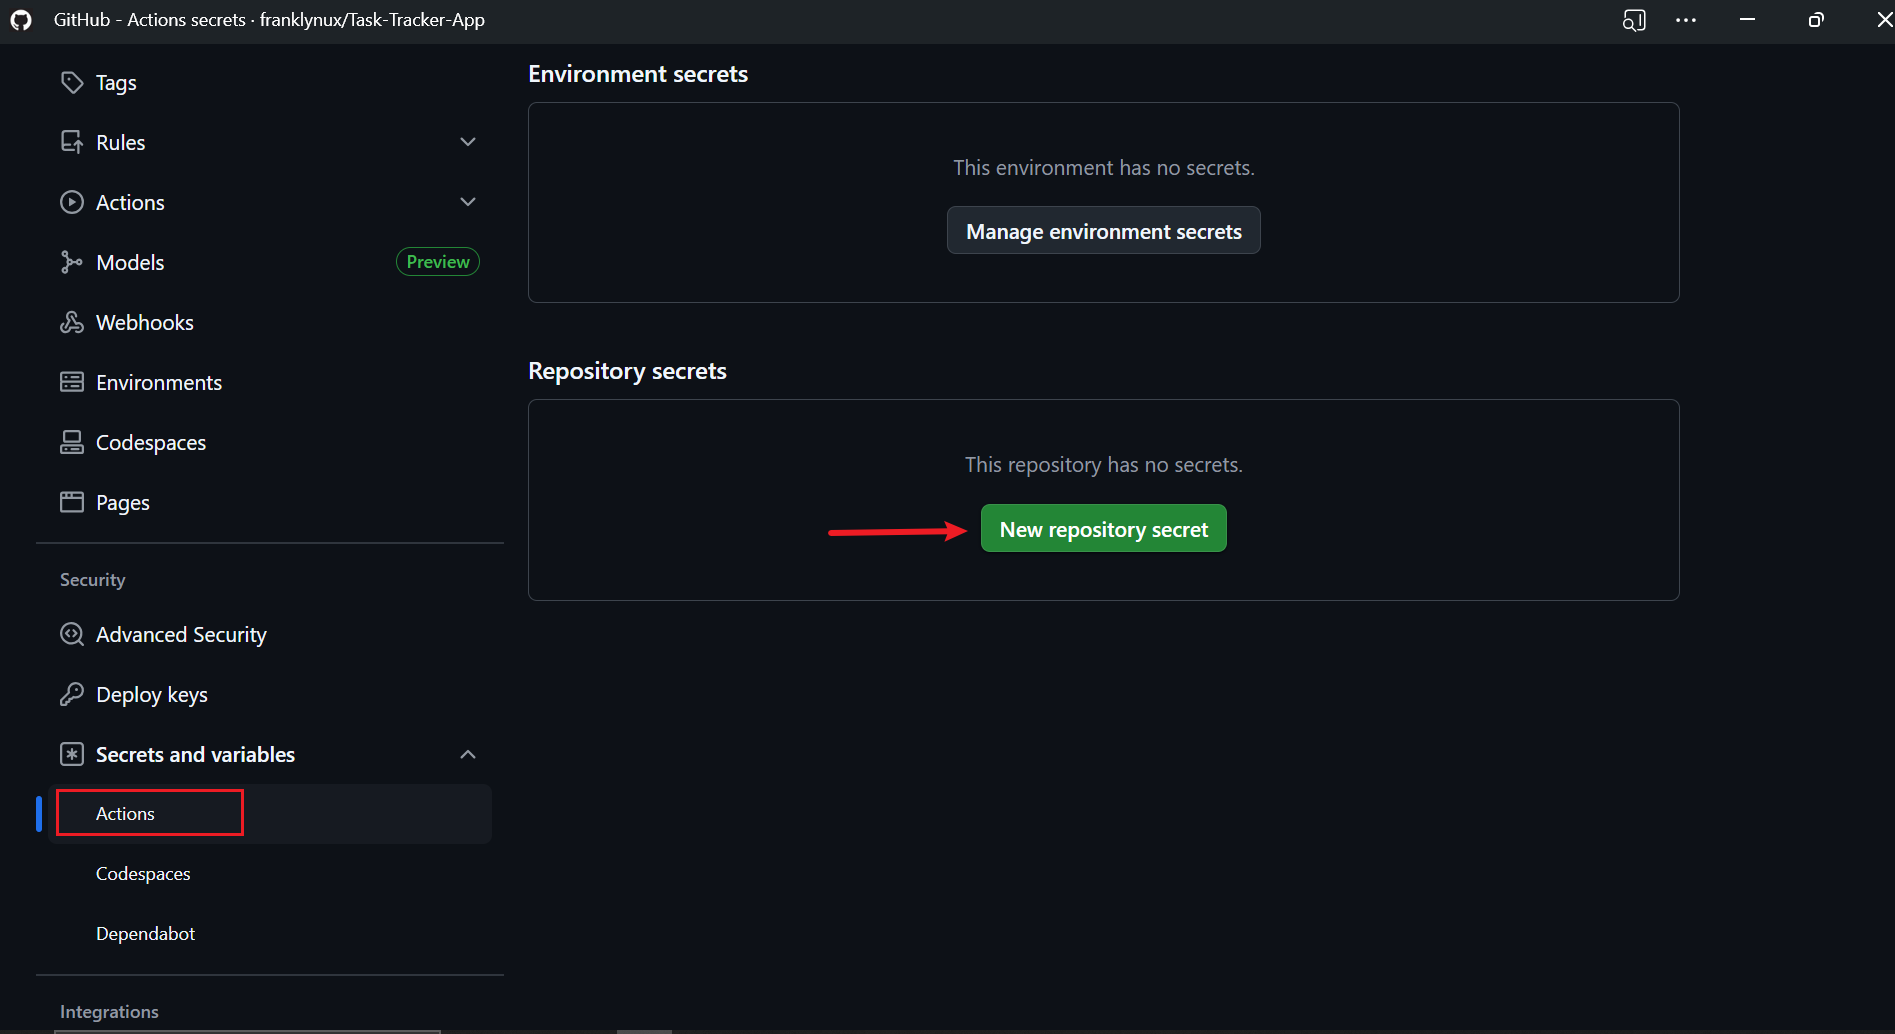 GitHub - Actions secrets · franklynux/Task-Tracker-App
Tags
Rules
Actions
Models Preview
Webhooks
Environments
Codespaces
Pages
Security
Advanced Security
Deploy keys
Secrets and variables
Actions
Codespaces
Dependabot
Integrations
Environment secrets
This environment has no secrets.
Manage environment secrets
Repository secrets
This repository has no secrets.
New repository secret